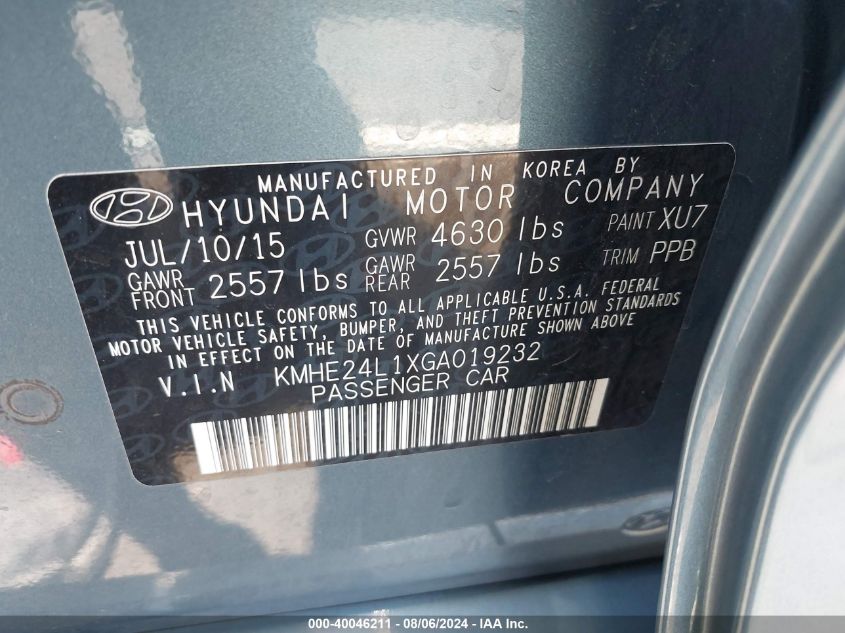 MANUFACTURED IN KOREA BY
HYUNDAI MOTOR COMPANY
JUL/10/15 GVWR 4630 lbs PAINT XU7
GAWR FRONT 2557 lbs GAWR REAR 2557 lbs TRIM PPB
THIS VEHICLE CONFORMS TO ALL APPLICABLE U.S.A. FEDERAL
MOTOR VEHICLE SAFETY, BUMPER, AND THEFT PREVENTION STANDARDS
IN EFFECT ON THE DATE OF MANUFACTURE SHOWN ABOVE
V.I.N KMHE24L1XGA019232
PASSENGER CAR
000-40046211 - 08/06/2024 - IAA Inc.